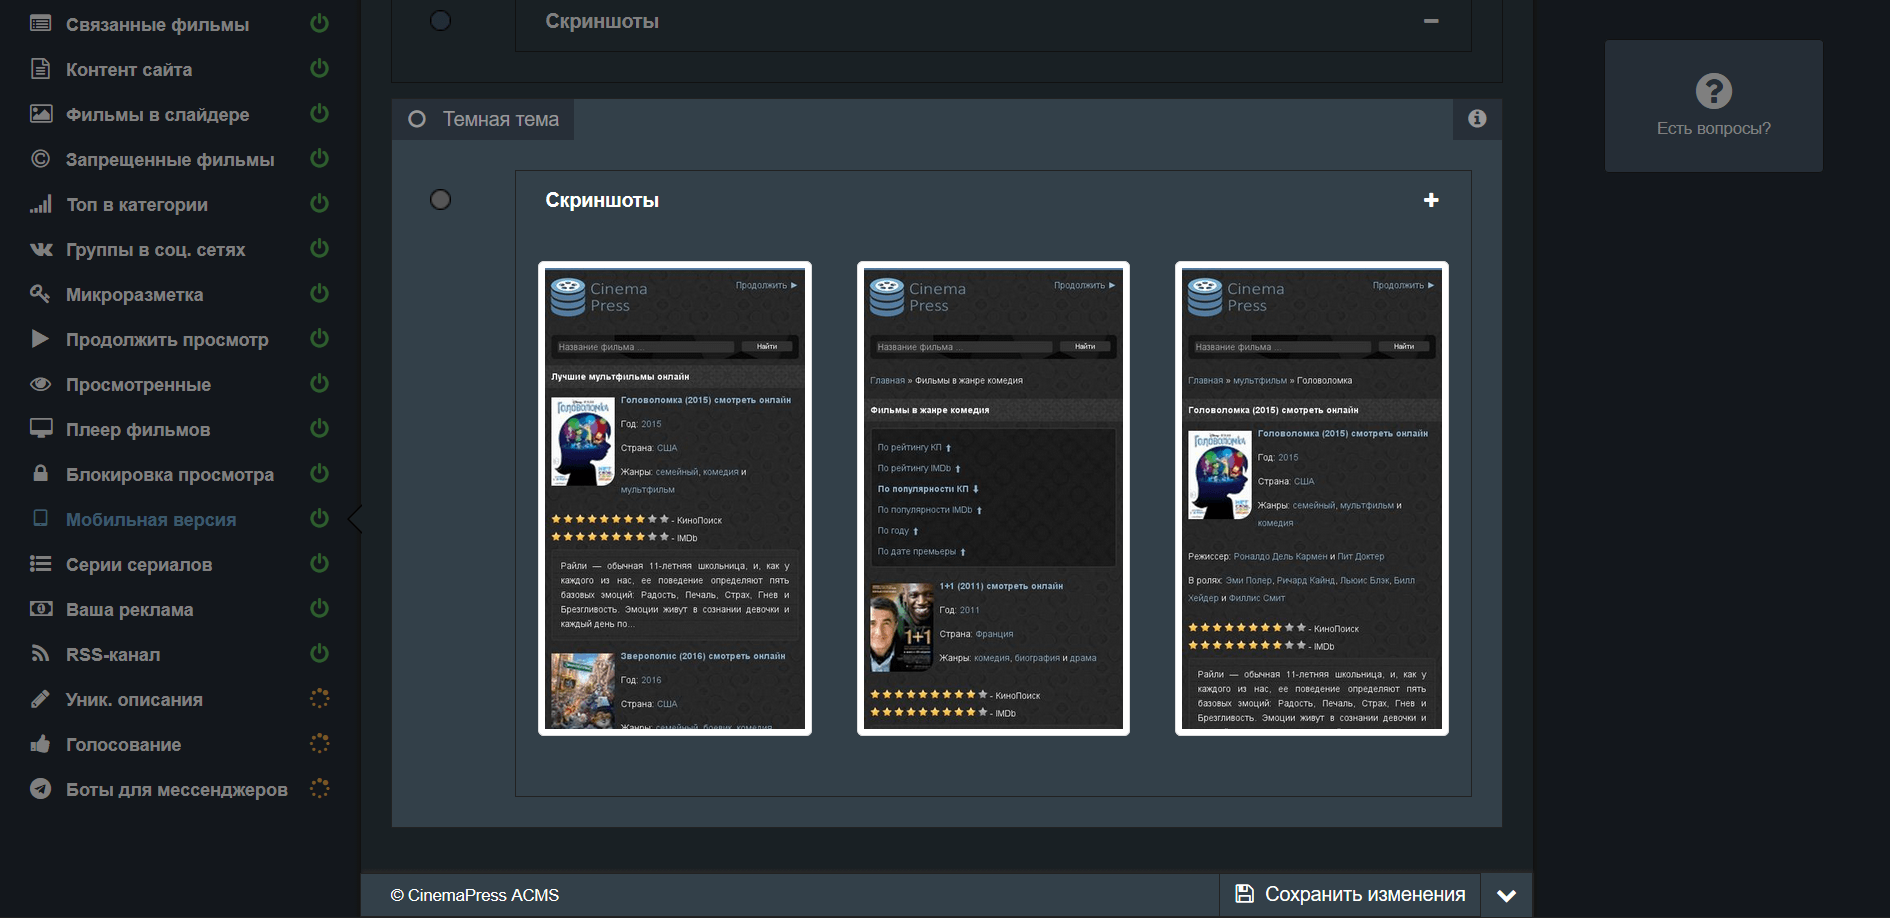 Связанные фильмы
Контент сайта
Фильмы в слайдере
Запрещенные фильмы
Топ в категории
Группы в соц. сетях
Микроразметка
Продолжить просмотр
Просмотренные
Плеер фильмов
Блокировка просмотра
Мобильная версия
Серии сериалов
Ваша реклама
RSS-канал
Уник. описания
Голосование
Боты для мессенджеров
Скриншоты
Темная тема
Скриншоты
Cinema
Press
Продолжить ►
Название фильма ...
Найти
Лучшие мультфильмы онлайн
ГОЛОВОЛОМКА
Головоломка (2015) смотреть онлайн
Год: 2015
Страна: США
Жанры: семейный, комедия и
мультфильм
- КиноПоиск
- IMDb
Райли — обычная 11-летняя школьница, и, как у
каждого из нас, ее поведение определяют пять
базовых эмоций: Радость, Печаль, Страх, Гнев и
Брезгливость. Эмоции живут в сознании девочки и
каждый день по...
Зверополис (2016) смотреть онлайн
Год: 2016
Страна: США
Жанры: семейный, боевик, комедия,
Cinema
Press
Продолжить ►
Название фильма ...
Найти
Главная » Фильмы в жанре комедия
Фильмы в жанре комедия
По рейтингу КП ⬆
По рейтингу IMDb ⬆
По популярности КП ⬇
По популярности IMDb ⬆
По году ⬆
По дате премьеры ⬆
1+1
1+1 (2011) смотреть онлайн
Год: 2011
Страна: Франция
Жанры: комедия, биография и драма
- КиноПоиск
- IMDb
Cinema
Press
Продолжить ►
Название фильма ...
Найти
Главная » мультфильм » Головоломка
Головоломка (2015) смотреть онлайн
ГОЛОВОЛОМКА
Головоломка (2015) смотреть онлайн
Год: 2015
Страна: США
Жанры: семейный, мультфильм и
комедия
Режиссер: Роналдо Дель Кармен и Пит Доктер
В ролях: Эми Полер, Ричард Кайнд, Льюис Блэк, Билл
Хейдер и Филлис Смит
- КиноПоиск
- IMDb
Райли — обычная 11-летняя школьница, и, как у
каждого из нас, ее поведение определяют пять
базовых эмоций: Радость, Печаль, Страх, Гнев и
Брезгливость. Эмоции живут в сознании девочки и
Есть вопросы?
© CinemaPress ACMS
Сохранить изменения